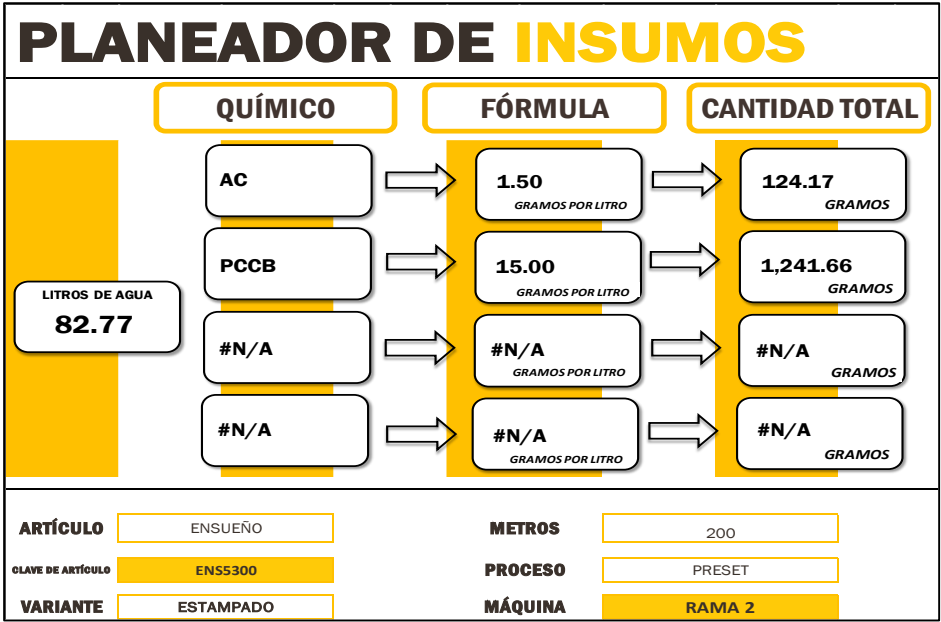 PLANEADOR DE INSUMOS
QUÍMICO
FÓRMULA
CANTIDAD TOTAL
AC
1.50
GRAMOS POR LITRO
124.17
GRAMOS
PCCB
15.00
GRAMOS POR LITRO
1,241.66
GRAMOS
LITROS DE AGUA
82.77
#N/A
#N/A
GRAMOS POR LITRO
#N/A
GRAMOS
#N/A
#N/A
GRAMOS POR LITRO
#N/A
GRAMOS
ARTÍCULO
ENSUEÑO
METROS
200
CLAVE DE ARTÍCULO
ENS5300
PROCESO
PRESET
VARIANTE
ESTAMPADO
MÁQUINA
RAMA 2